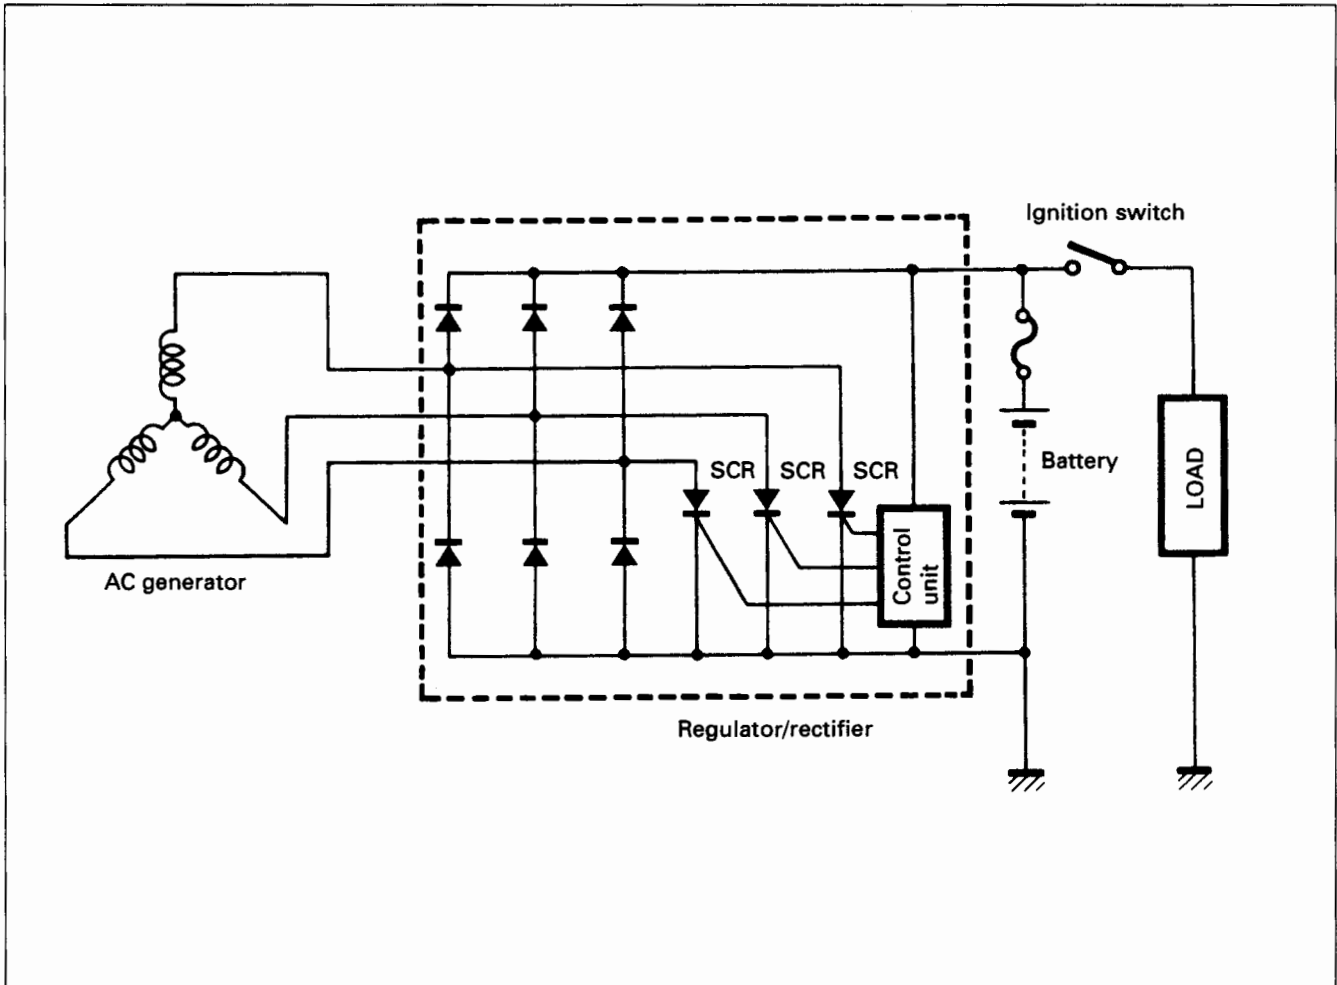 Ignition switch
SCR SCR SCR
Battery
LOAD
Control
unit
AC generator
Regulator/rectifier